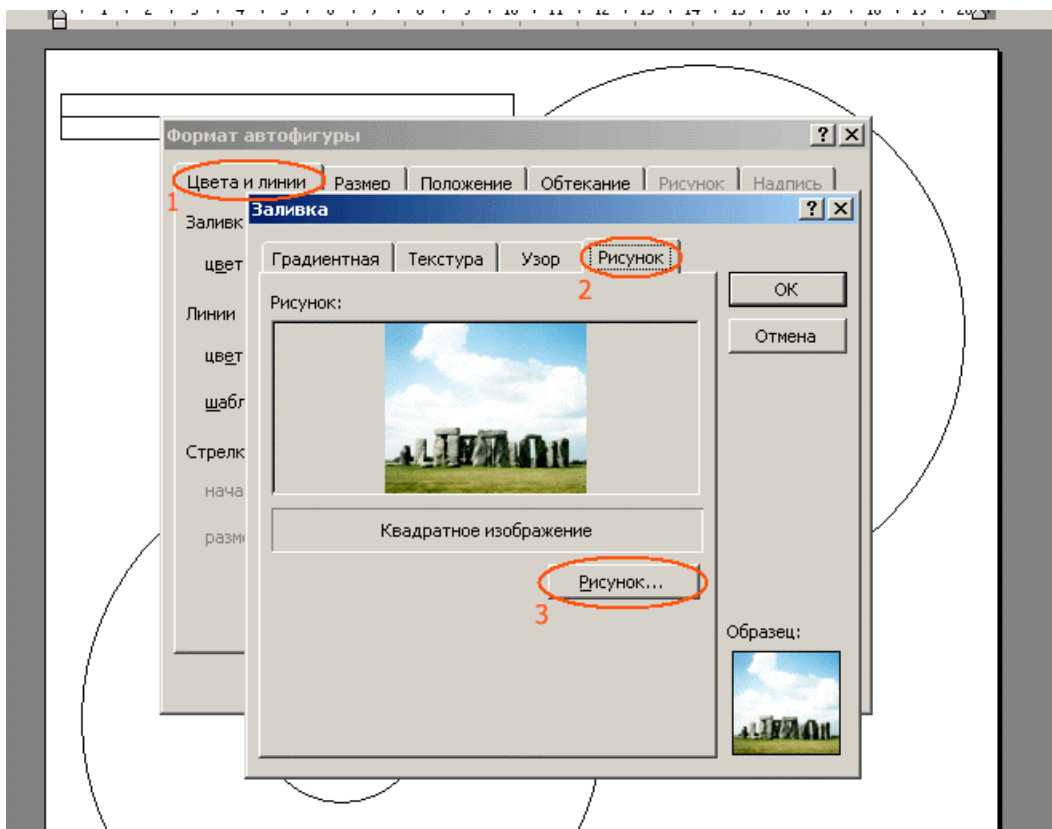 Формат автофигуры
Цвета и линии Размер Положение Обтекание Рисунок Надпись
1
Заливк
цвет
Линии
цвет
шабл
Стрелк
нача
разм
Заливка
Градиентная Текстура Узор Рисунок
2
Рисунок:
Квадратное изображение
Рисунок...
3
ОК
Отмена
Образец: